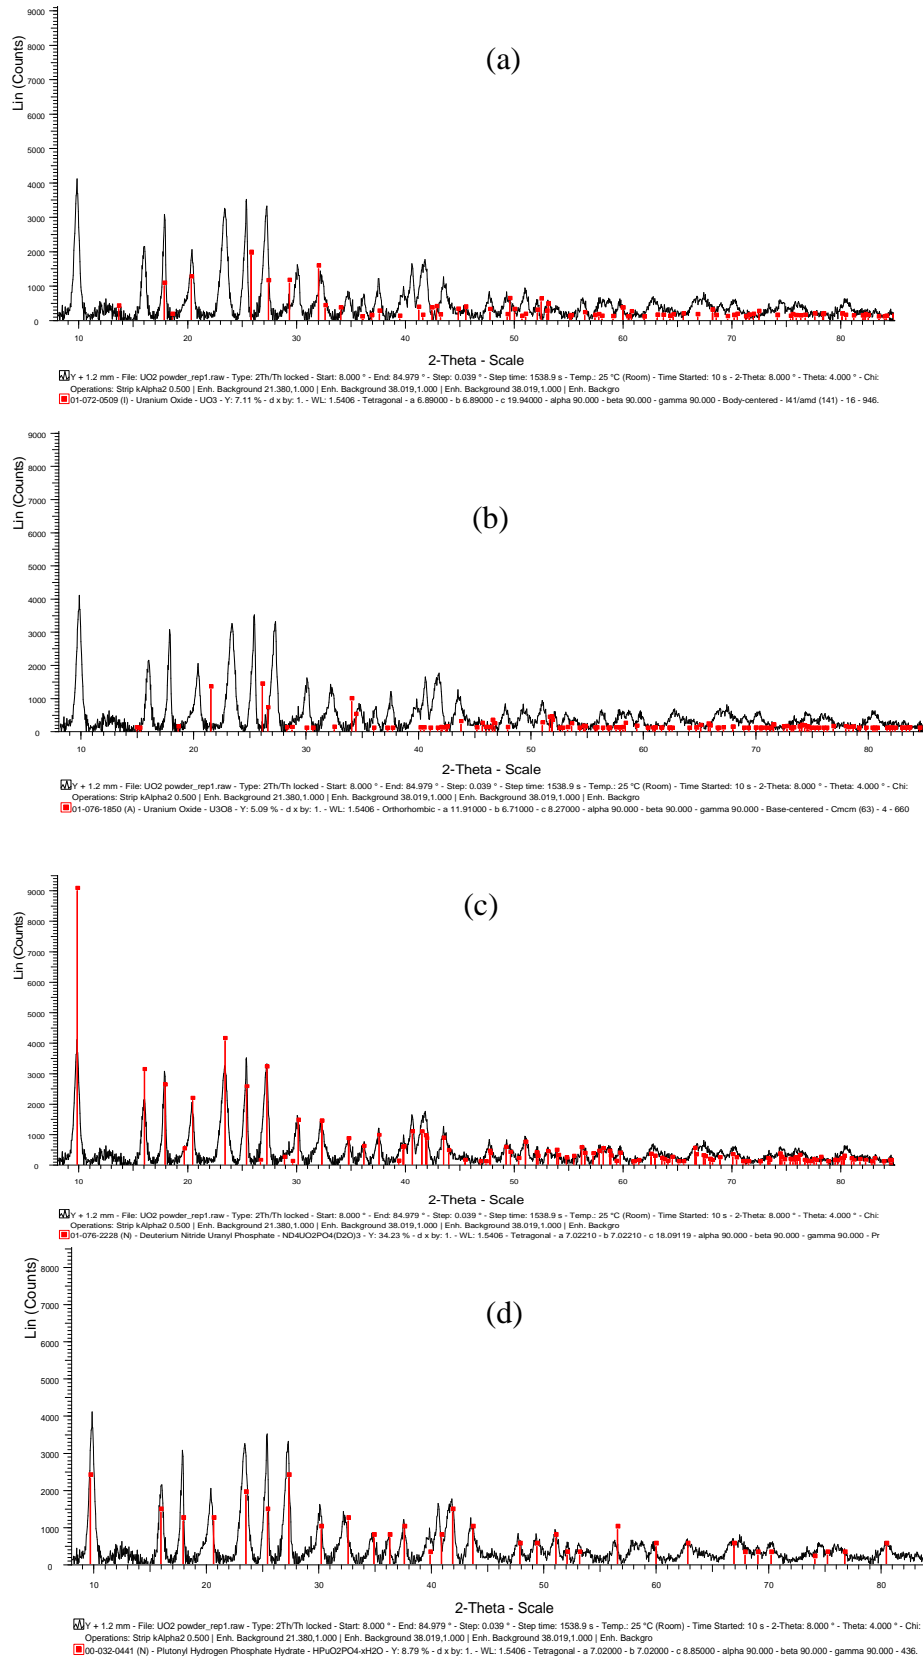 (a)
Lin (Counts)
9000
8000
7000
6000
5000
4000
3000
2000
1000
0
10 20 30 40 50 60 70 80
2-Theta - Scale
Y + 1.2 mm - File: UO2 powder_rep1.raw - Type: 2Th/Th locked - Start: 8.000 ° - End: 84.979 ° - Step: 0.039 ° - Step time: 1538.9 s - Temp.: 25 °C (Room) - Time Started: 10 s - 2-Theta: 8.000 ° - Theta: 4.000 ° - Chi:
Operations: Strip kAlpha2 0.500 | Enh. Background 21.380,1.000 | Enh. Background 38.019,1.000 | Enh. Background 38.019,1.000 | Enh. Backgro
01-072-0509 (I) - Uranium Oxide - UO3 - Y: 7.11 % - d x by: 1. - WL: 1.5406 - Tetragonal - a 6.89000 - b 6.89000 - c 19.94000 - alpha 90.000 - beta 90.000 - gamma 90.000 - Body-centered - I41/amd (141) - 16 - 946.
(b)
Lin (Counts)
9000
8000
7000
6000
5000
4000
3000
2000
1000
0
10 20 30 40 50 60 70 80
2-Theta - Scale
Y + 1.2 mm - File: UO2 powder_rep1.raw - Type: 2Th/Th locked - Start: 8.000 ° - End: 84.979 ° - Step: 0.039 ° - Step time: 1538.9 s - Temp.: 25 °C (Room) - Time Started: 10 s - 2-Theta: 8.000 ° - Theta: 4.000 ° - Chi:
Operations: Strip kAlpha2 0.500 | Enh. Background 21.380,1.000 | Enh. Background 38.019,1.000 | Enh. Background 38.019,1.000 | Enh. Backgro
01-076-1850 (A) - Uranium Oxide - U3O8 - Y: 5.09 % - d x by: 1. - WL: 1.5406 - Orthorhombic - a 11.91000 - b 6.71000 - c 8.27000 - alpha 90.000 - beta 90.000 - gamma 90.000 - Base-centered - Cmcm (63) - 4 - 660
(c)
Lin (Counts)
9000
8000
7000
6000
5000
4000
3000
2000
1000
0
10 20 30 40 50 60 70 80
2-Theta - Scale
Y + 1.2 mm - File: UO2 powder_rep1.raw - Type: 2Th/Th locked - Start: 8.000 ° - End: 84.979 ° - Step: 0.039 ° - Step time: 1538.9 s - Temp.: 25 °C (Room) - Time Started: 10 s - 2-Theta: 8.000 ° - Theta: 4.000 ° - Chi:
Operations: Strip kAlpha2 0.500 | Enh. Background 21.380,1.000 | Enh. Background 38.019,1.000 | Enh. Background 38.019,1.000 | Enh. Backgro
01-076-2228 (N) - Deuterium Nitride Uranyl Phosphate - ND4UO2PO4(D2O)3 - Y: 34.23 % - d x by: 1. - WL: 1.5406 - Tetragonal - a 7.02210 - b 7.02210 - c 18.09119 - alpha 90.000 - beta 90.000 - gamma 90.000 - Pr
(d)
Lin (Counts)
8000
7000
6000
5000
4000
3000
2000
1000
0
10 20 30 40 50 60 70 80
2-Theta - Scale
Y + 1.2 mm - File: UO2 powder_rep1.raw - Type: 2Th/Th locked - Start: 8.000 ° - End: 84.979 ° - Step: 0.039 ° - Step time: 1538.9 s - Temp.: 25 °C (Room) - Time Started: 10 s - 2-Theta: 8.000 ° - Theta: 4.000 ° - Chi:
Operations: Strip kAlpha2 0.500 | Enh. Background 21.380,1.000 | Enh. Background 38.019,1.000 | Enh. Background 38.019,1.000 | Enh. Backgro
00-032-0441 (N) - Plutonyl Hydrogen Phosphate Hydrate - HPuO2PO4·xH2O - Y: 8.79 % - d x by: 1. - WL: 1.5406 - Tetragonal - a 7.02000 - b 7.02000 - c 8.85000 - alpha 90.000 - beta 90.000 - gamma 90.000 - 436.